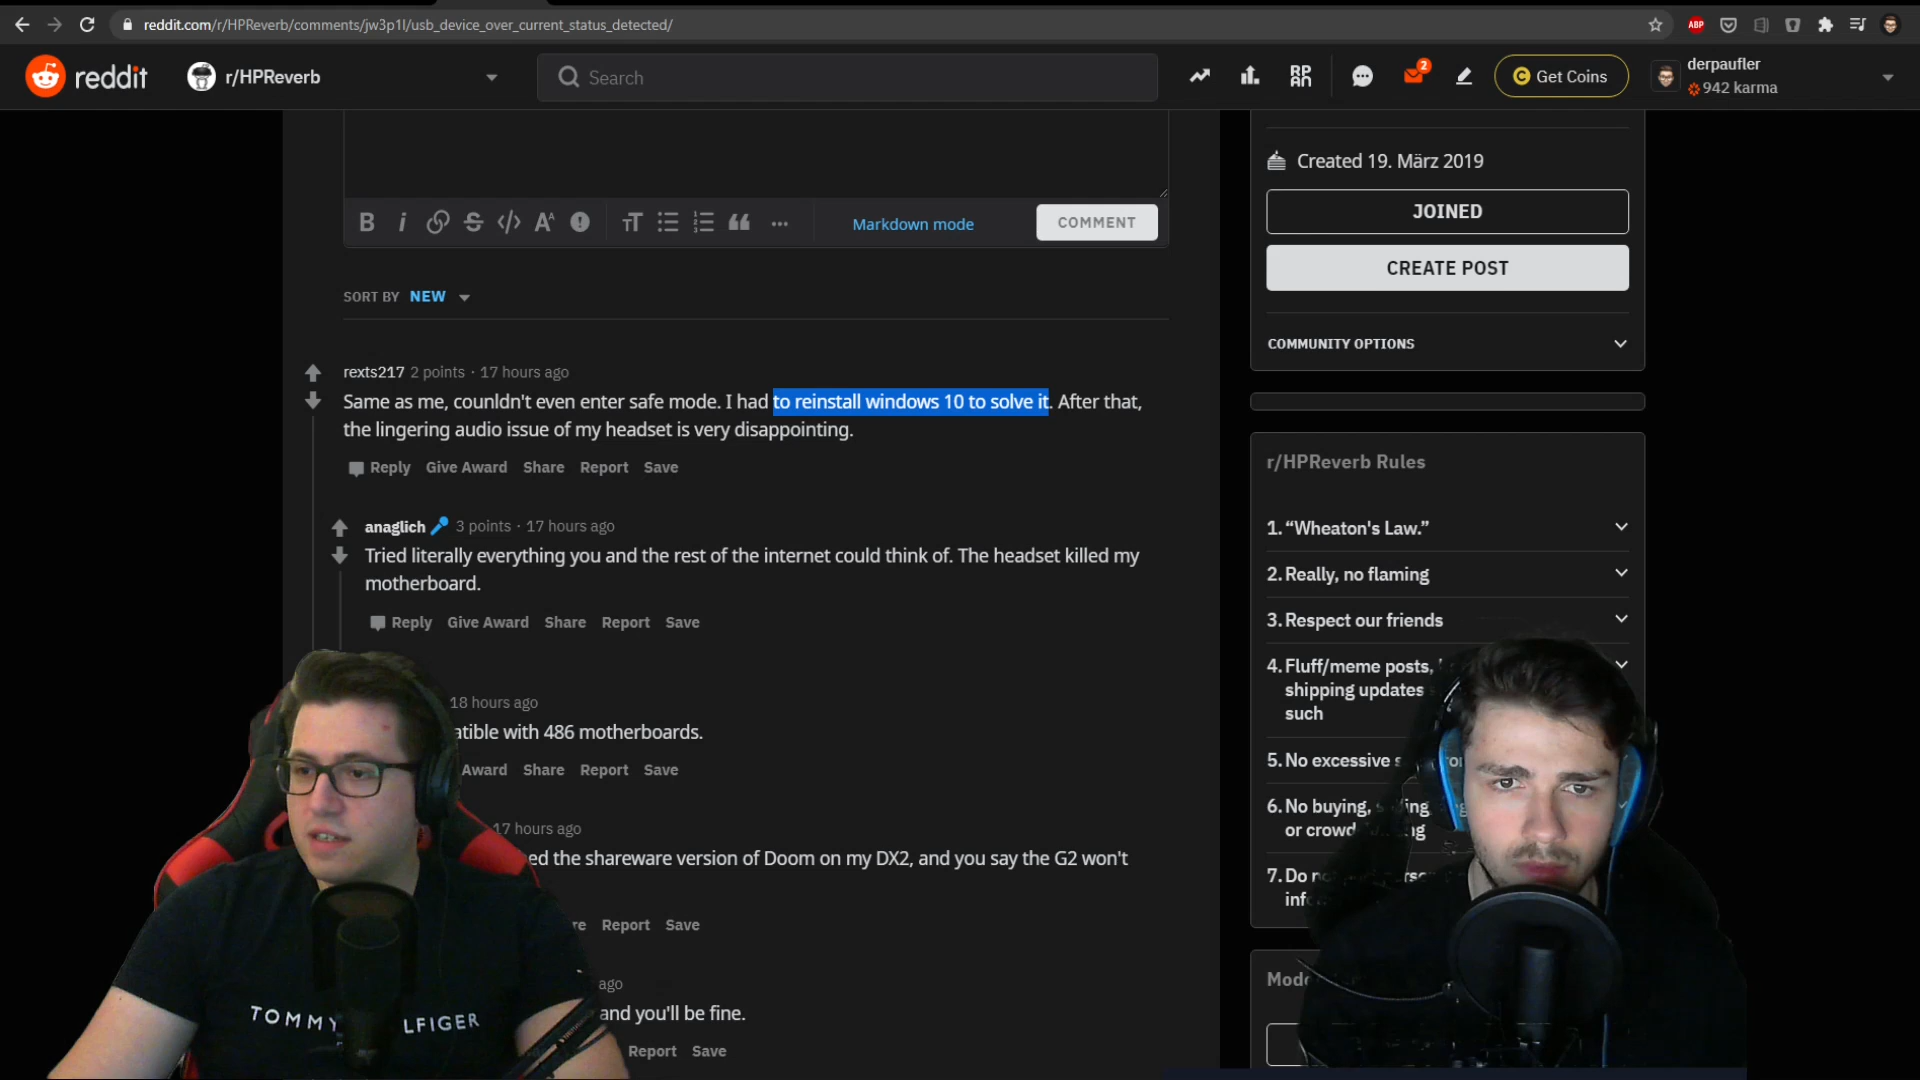 reddit.com/r/HPReverb/comments/jw3p1l/usb_device_over_current_status_detected/
ABP
reddit
r/HPReverb
Search
2
Get Coins
derpaufler
942 karma
Created 19. März 2019
JOINED
CREATE POST
COMMUNITY OPTIONS
Markdown mode
COMMENT
SORT BY NEW
rexts217 2 points · 17 hours ago
Same as me, counldn't even enter safe mode. I had to reinstall windows 10 to solve it. After that,
the lingering audio issue of my headset is very disappointing.
Reply Give Award Share Report Save
anaglich 3 points · 17 hours ago
Tried literally everything you and the rest of the internet could think of. The headset killed my
motherboard.
Reply Give Award Share Report Save
18 hours ago
with 486 motherboards.
Award Share Report Save
17 hours ago
the shareware version of Doom on my DX2, and you say the G2 won't
Report Save
ago
and you'll be fine.
Report Save
r/HPReverb Rules
1. “Wheaton's Law.”
2. Really, no flaming
3. Respect our friends
4. Fluff/meme posts,
shipping updates
such
5. No excessive
6. No buying,
or
7. Do
TOMMY